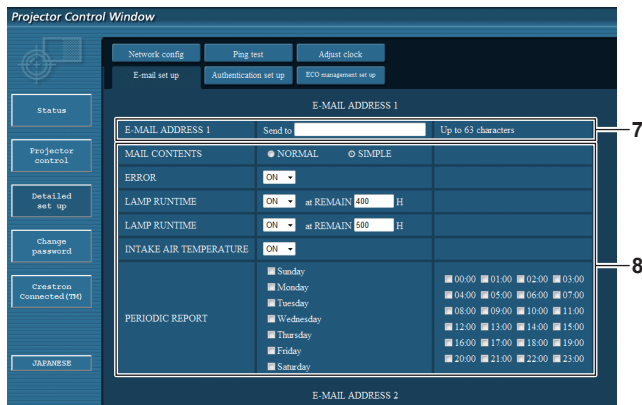 Projector Control Window
Network config Ping test Adjust clock
E-mail set up Authentication set up ECO management set up
Status
Projector control
Detailed set up
Change password
Crestron Connected(TM)
JAPANESE
E-MAIL ADDRESS 1
E-MAIL ADDRESS 1 Send to Up to 63 characters
7
MAIL CONTENTS NORMAL SIMPLE
ERROR ON
LAMP RUNTIME ON at REMAIN 400 H
LAMP RUNTIME ON at REMAIN 500 H
INTAKE AIR TEMPERATURE ON
8
PERIODIC REPORT
Sunday
Monday
Tuesday
Wednesday
Thursday
Friday
Saturday
00:00 01:00 02:00 03:00
04:00 05:00 06:00 07:00
08:00 09:00 10:00 11:00
12:00 13:00 14:00 15:00
16:00 17:00 18:00 19:00
20:00 21:00 22:00 23:00
E-MAIL ADDRESS 2